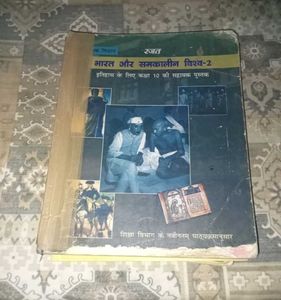 रजत
भारत और समकालीन विश्व-2
इतिहास के लिए कक्षा 10 की सहायक पुस्तक
शिक्षा विभाग के नवीनतम पाठ्यक्रमानुसार